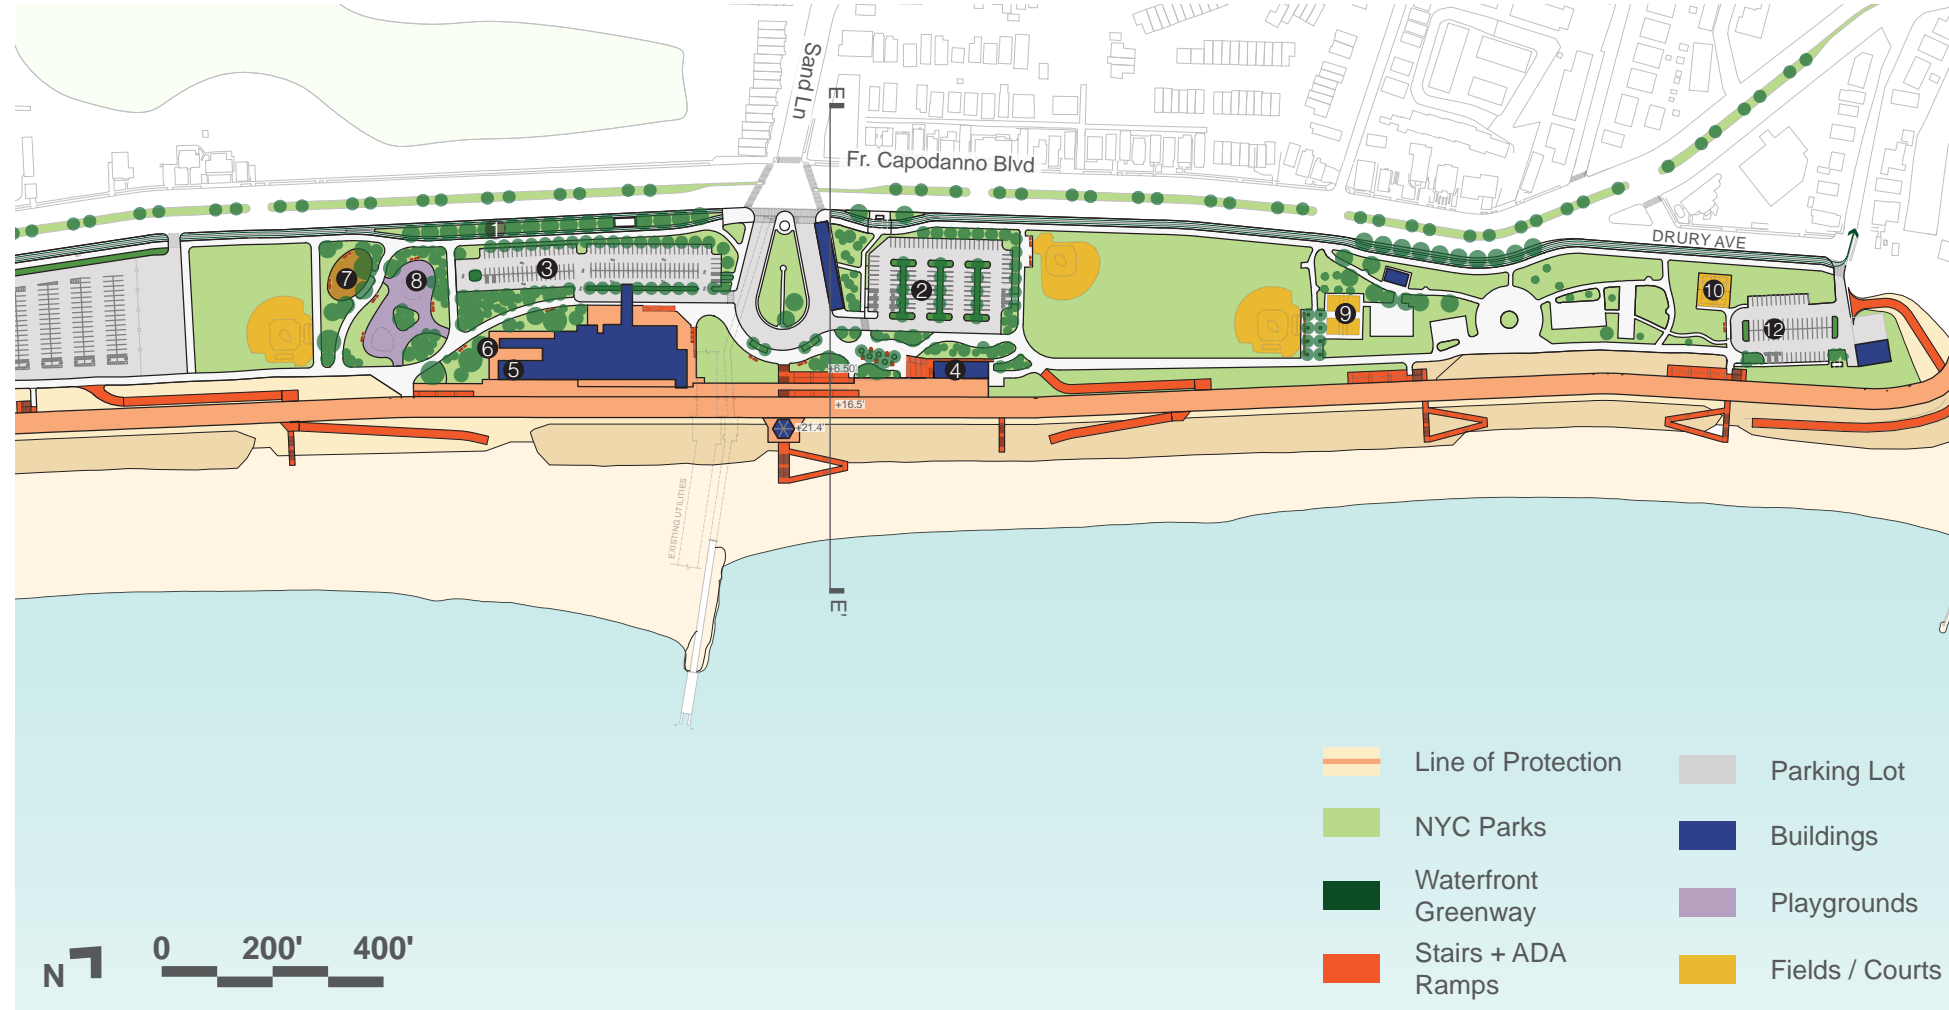 Sand Ln
E
Fr. Capodanno Blvd
DRURY AVE
1
2
3
7
8
9
10
12
6
5
4
+6.50'
+16.5'
+21.4'
EXISTING UTILITIES
E'
Line of Protection
NYC Parks
Waterfront
Greenway
Stairs + ADA
Ramps
Parking Lot
Buildings
Playgrounds
Fields / Courts
N
0 200' 400'